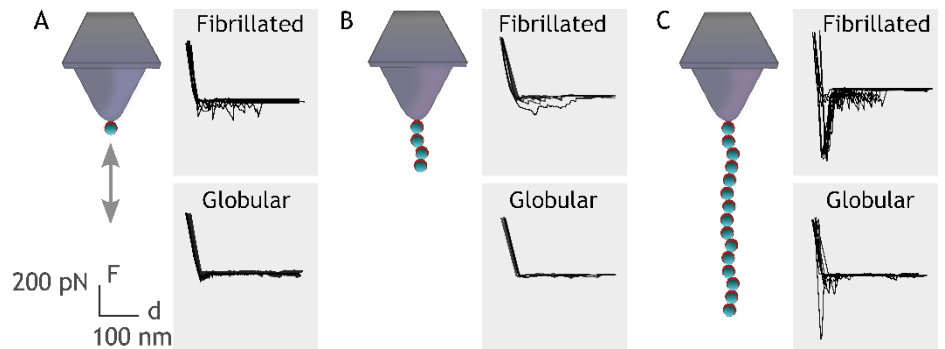 A
Fibrillated
B
Fibrillated
C
Fibrillated
Globular
Globular
Globular
200 pN
F
d
100 nm